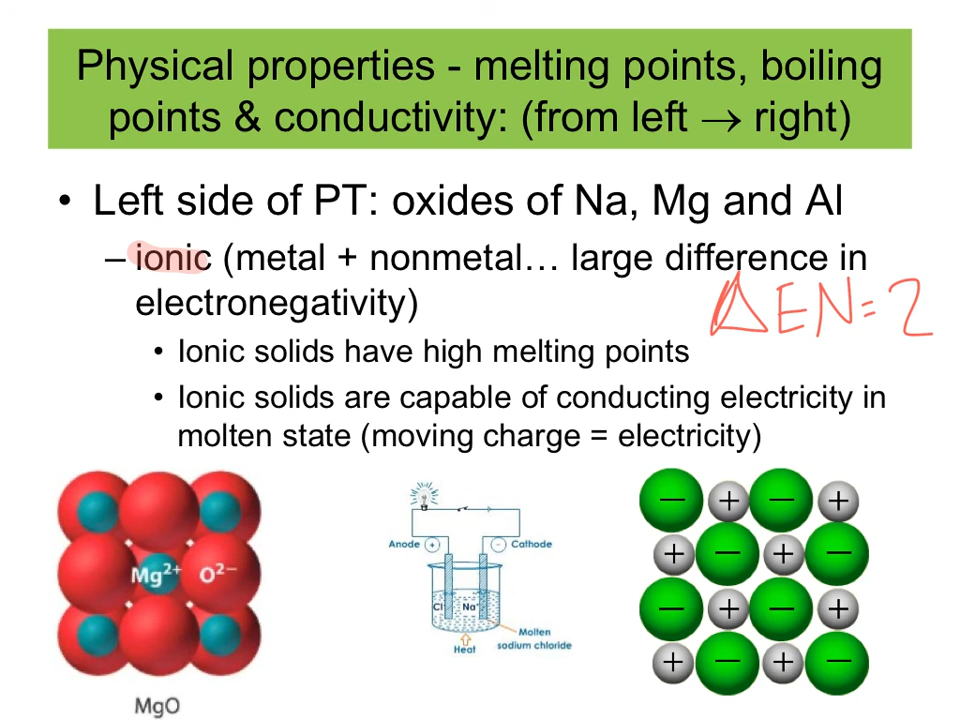 Physical properties - melting points, boiling
points & conductivity: (from left → right)
• Left side of PT: oxides of Na, Mg and Al
– ionic (metal + nonmetal… large difference in
electronegativity)
ΔEN=2
• Ionic solids have high melting points
• Ionic solids are capable of conducting electricity in
molten state (moving charge = electricity)
Mg²⁺ O²⁻
MgO
Anode + − Cathode
Cl⁻ Na⁺
Molten
sodium chloride
Heat
− + − +
+ − + −
− + − +
+ − + −